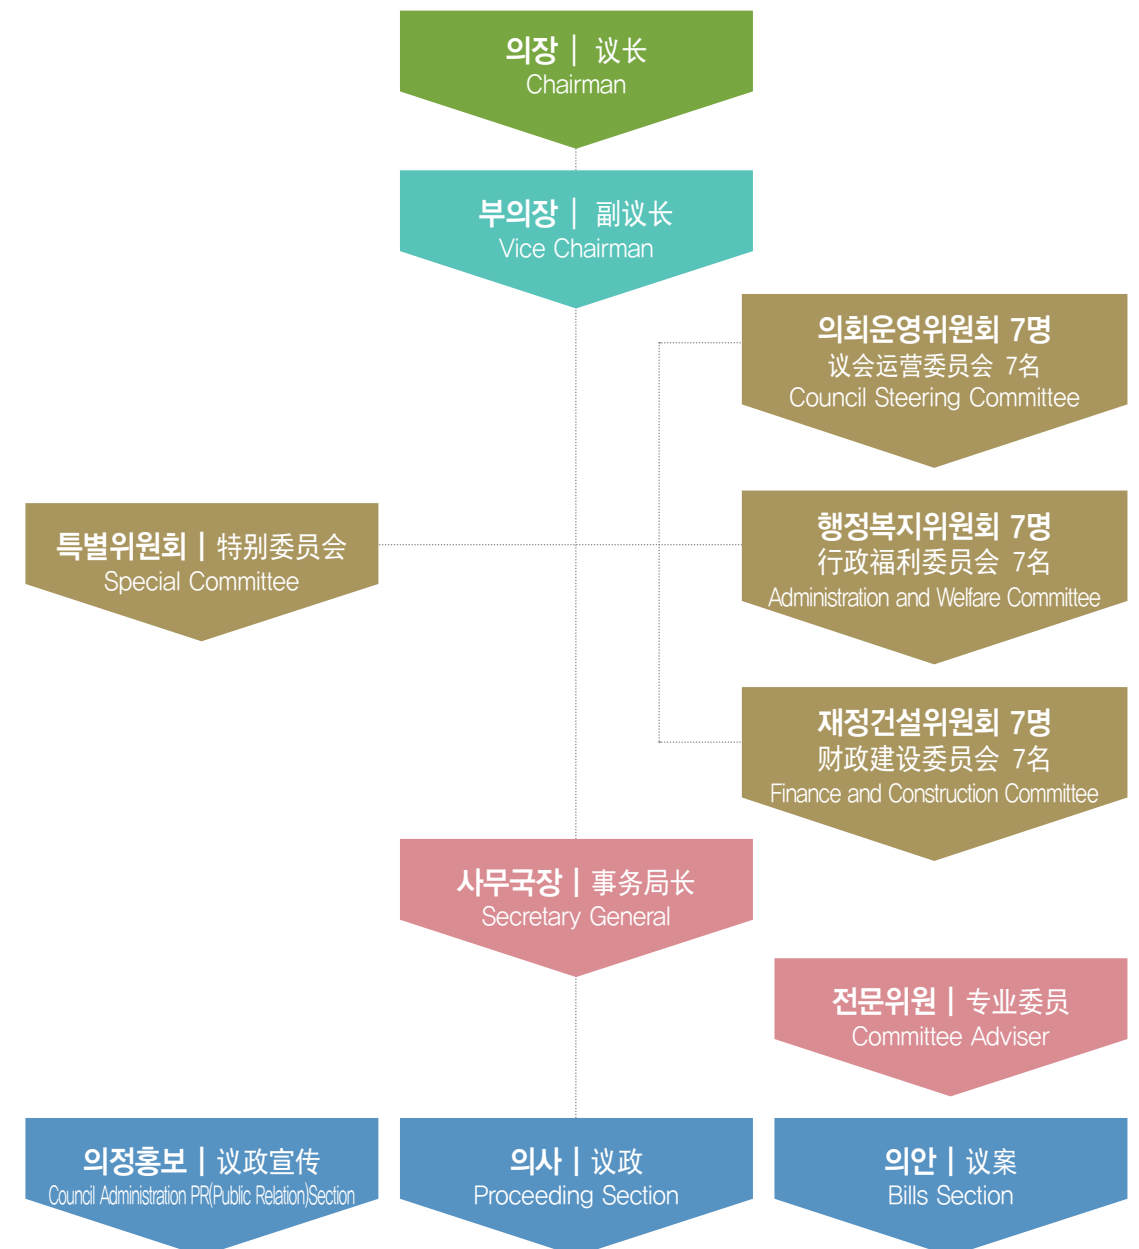 의장 | 议长
Chairman
부의장 | 副议长
Vice Chairman
의회운영위원회 7명
议会运营委员会 7名
Council Steering Committee
특별위원회 | 特别委员会
Special Committee
행정복지위원회 7명
行政福利委员会 7名
Administration and Welfare Committee
재정건설위원회 7명
财政建设委员会 7名
Finance and Construction Committee
사무국장 | 事务局长
Secretary General
전문위원 | 专业委员
Committee Adviser
의정홍보 | 议政宣传
Council Administration PR(Public Relation)Section
의사 | 议政
Proceeding Section
의안 | 议案
Bills Section